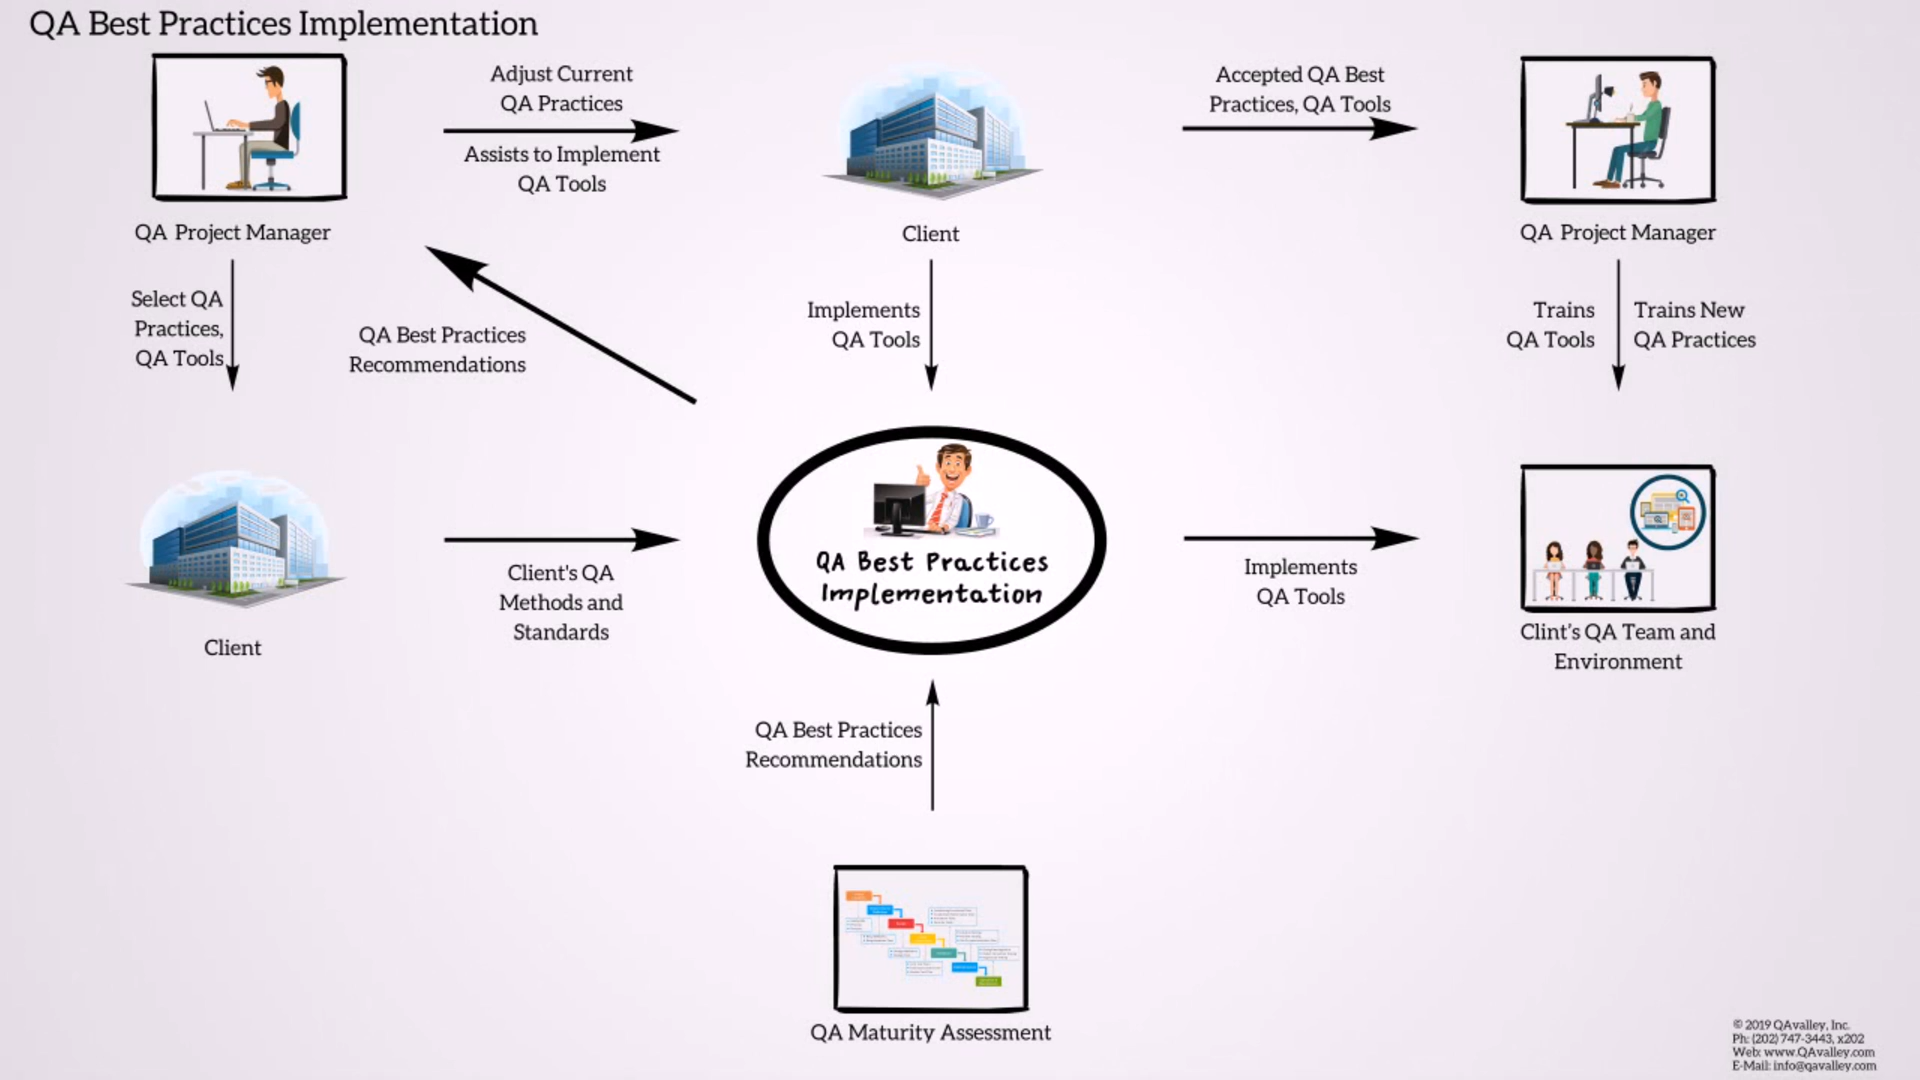 QA Best Practices Implementation
Adjust Current
QA Practices
Assists to Implement
QA Tools
Accepted QA Best
Practices, QA Tools
QA Project Manager
Client
QA Project Manager
Select QA
Practices,
QA Tools
QA Best Practices
Recommendations
Implements
QA Tools
Trains
QA Tools
Trains New
QA Practices
Client's QA
Methods and
Standards
Client
QA Best Practices
Implementation
Implements
QA Tools
Clint's QA Team and
Environment
QA Best Practices
Recommendations
QA Maturity Assessment
© 2019 QAvalley, Inc.
Ph: (202) 747-3443, x202
Web: www.QAvalley.com
E-Mail: info@qavalley.com